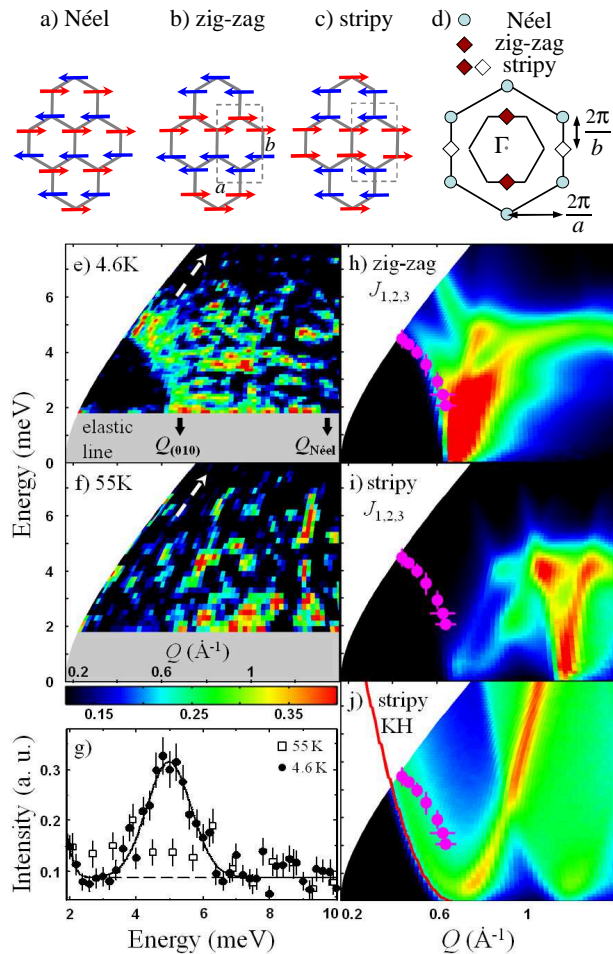 a) Néel
b) zig-zag
c) stripy
d)
Néel
zig-zag
stripy
Γ
2π
b
2π
a
a
b
e) 4.6K
elastic
line
Q(010)
QNéel
f) 55K
Energy (meV)
0
2
4
6
0
2
4
6
0
Q (Å-1)
0.2
0.6
1
0.15
0.25
0.35
g)
55K
4.6K
Intensity (a. u.)
0.3
0.2
0.1
2
4
6
8
10
Energy (meV)
h) zig-zag
J1,2,3
i) stripy
J1,2,3
j) stripy
KH
0.2
0.6
1
Q (Å-1)